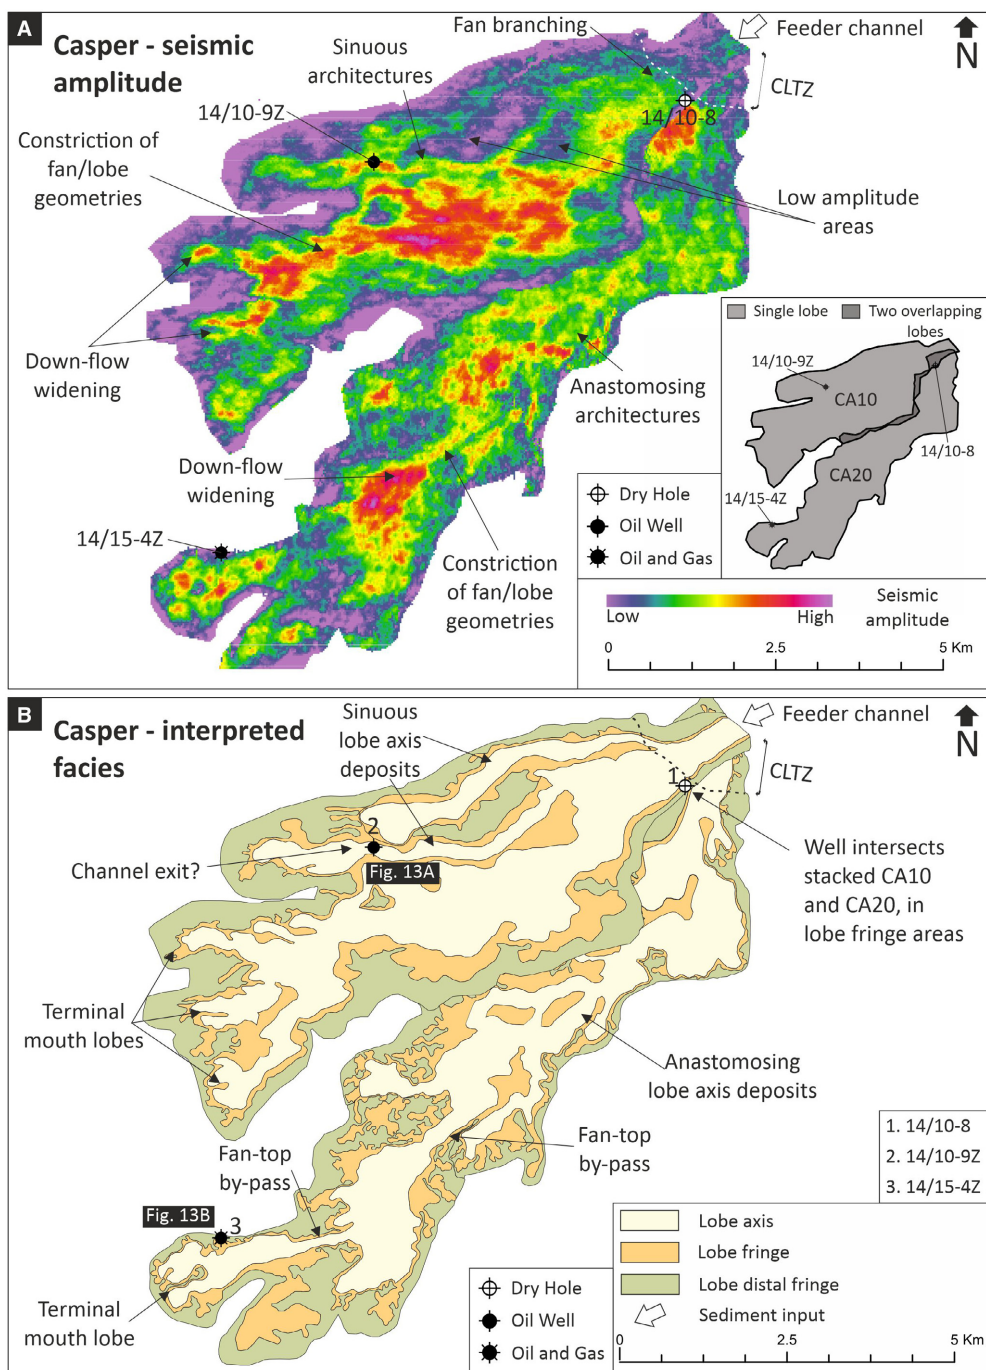 A
Casper - seismic
amplitude
Sinuous
architectures
Fan branching
Feeder channel
N
CLTZ
14/10-9Z
14/10-8
Constriction of
fan/lobe
geometries
Low amplitude
areas
Down-flow
widening
Anastomosing
architectures
Down-flow
widening
14/15-4Z
Constriction
of fan/lobe
geometries
Single lobe
Two overlapping
lobes
14/10-9Z
CA10
14/10-8
CA20
14/15-4Z
Dry Hole
Oil Well
Oil and Gas
Low
High
Seismic
amplitude
0
2.5
5 Km
B
Casper - interpreted
facies
Sinuous
lobe axis
deposits
Feeder channel
N
CLTZ
1
2
Channel exit?
Fig. 13A
Well intersects
stacked CA10
and CA20, in
lobe fringe areas
Terminal
mouth lobes
Anastomosing
lobe axis deposits
Fan-top
by-pass
Fan-top
by-pass
Fig. 13B
3
Terminal
mouth lobe
1. 14/10-8
2. 14/10-9Z
3. 14/15-4Z
Lobe axis
Lobe fringe
Lobe distal fringe
Sediment input
Dry Hole
Oil Well
Oil and Gas
0
2.5
5 Km